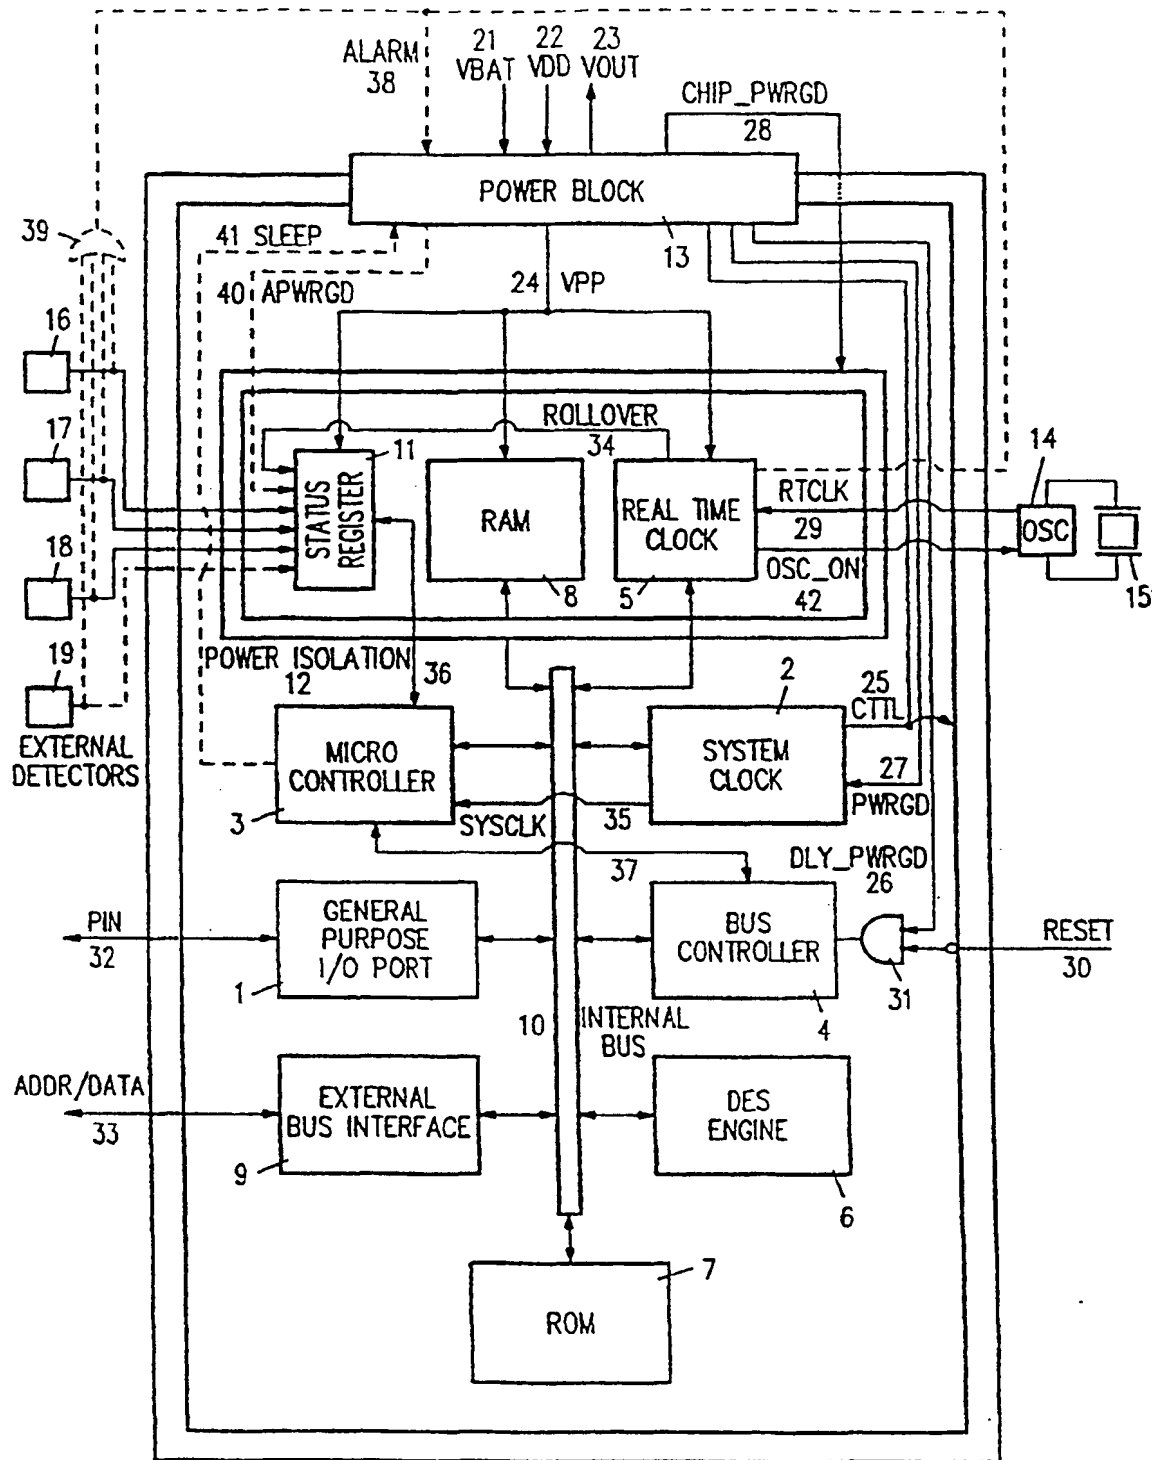 ALARM
38
21
VBAT
22
VDD
23
VOUT
CHIP_PWRGD
28
POWER BLOCK
13
39
41 SLEEP
40 APWRGD
24 VPP
16
17
18
19
EXTERNAL
DETECTORS
ROLLOVER
34
11
STATUS
REGISTER
RAM
8
REAL TIME
CLOCK
5
RTCLK
29
OSC_ON
42
14
OSC
15
POWER ISOLATION
12
36
MICRO
CONTROLLER
3
2
SYSTEM
CLOCK
25
CTTL
27
PWRGD
SYSCLK
35
37
DLY_PWRGD
26
PIN
32
GENERAL
PURPOSE
I/O PORT
1
BUS
CONTROLLER
4
31
RESET
30
10
INTERNAL
BUS
ADDR/DATA
33
EXTERNAL
BUS INTERFACE
9
DES
ENGINE
6
ROM
7